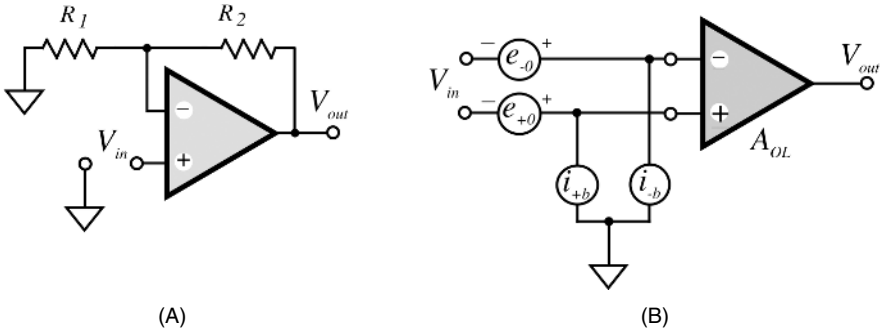 R1 R2
−
Vout
Vin
+
(A)
− e-0 +
−
Vout
Vin
− e+0 +
+
AOL
i+b i-b
(B)